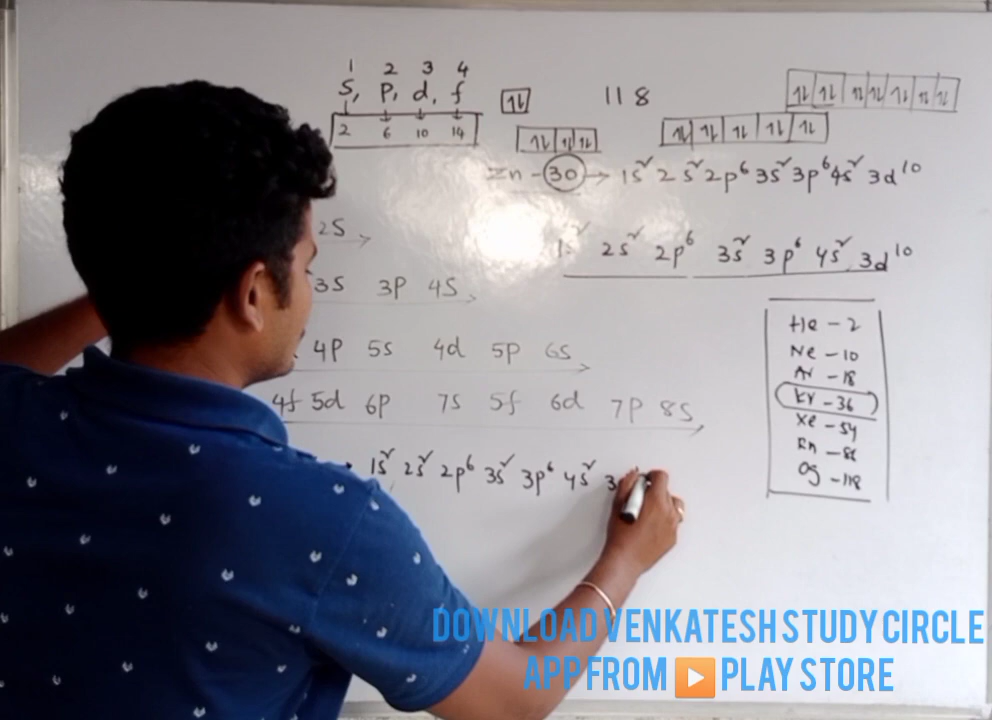 1 2 3 4
S, P, d, f
2 6 10 14
⇅ 118 ⇅ ⇅ ⇅ ⇅ ⇅ ⇅ ⇅
⇅ ⇅ ⇅ ⇅ ⇅ ⇅ ⇅ ⇅
Zn - 30 → 1s² 2s² 2p⁶ 3s² 3p⁶ 4s² 3d¹⁰
2S
2s² 2p⁶ 3s² 3p⁶ 4s² 3d¹⁰
3S 3P 4S
4P 5s 4d 5p 6s
4f 5d 6p 7s 5f 6d 7p 8s
1s² 2s² 2p⁶ 3s² 3p⁶ 4s² 3
He - 2
Ne - 10
Ar - 18
Kr - 36
Xe - 54
Rn - 86
Og - 118
DOWNLOAD VENKATESH STUDY CIRCLE
APP FROM ▶ PLAY STORE